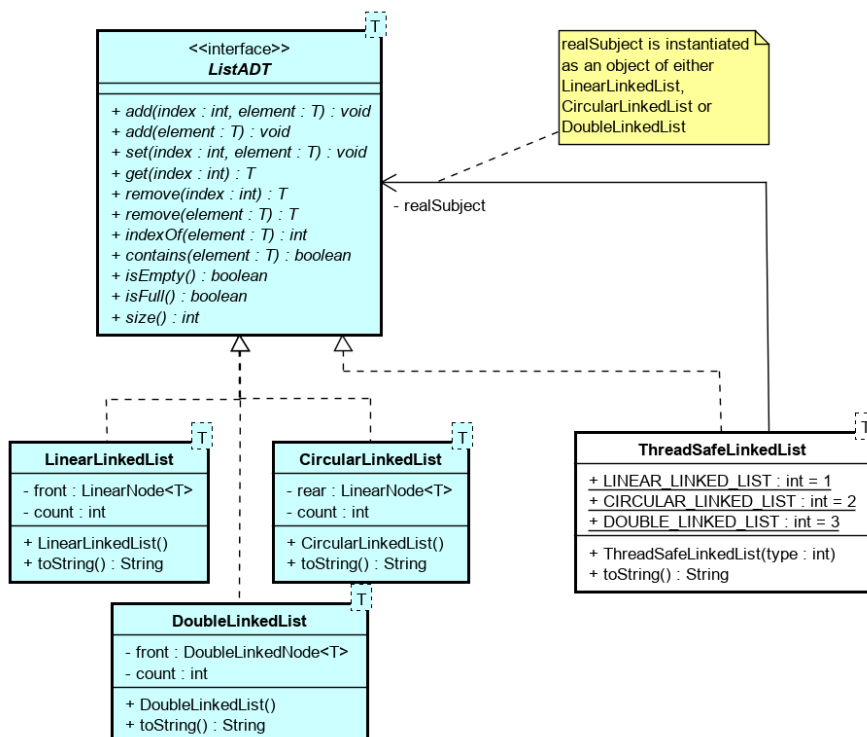 T
<<interface>>
ListADT
+ add(index : int, element : T) : void
+ add(element : T) : void
+ set(index : int, element : T) : void
+ get(index : int) : T
+ remove(index : int) : T
+ remove(element : T) : T
+ indexOf(element : T) : int
+ contains(element : T) : boolean
+ isEmpty() : boolean
+ isFull() : boolean
+ size() : int
realSubject is instantiated
as an object of either
LinearLinkedList,
CircularLinkedList or
DoubleLinkedList
- realSubject
T
LinearLinkedList
- front : LinearNode<T>
- count : int
+ LinearLinkedList()
+ toString() : String
T
CircularLinkedList
- rear : LinearNode<T>
- count : int
+ CircularLinkedList()
+ toString() : String
T
ThreadSafeLinkedList
+ LINEAR_LINKED_LIST : int = 1
+ CIRCULAR_LINKED_LIST : int = 2
+ DOUBLE_LINKED_LIST : int = 3
+ ThreadSafeLinkedList(type : int)
+ toString() : String
T
DoubleLinkedList
- front : DoubleLinkedNode<T>
- count : int
+ DoubleLinkedList()
+ toString() : String